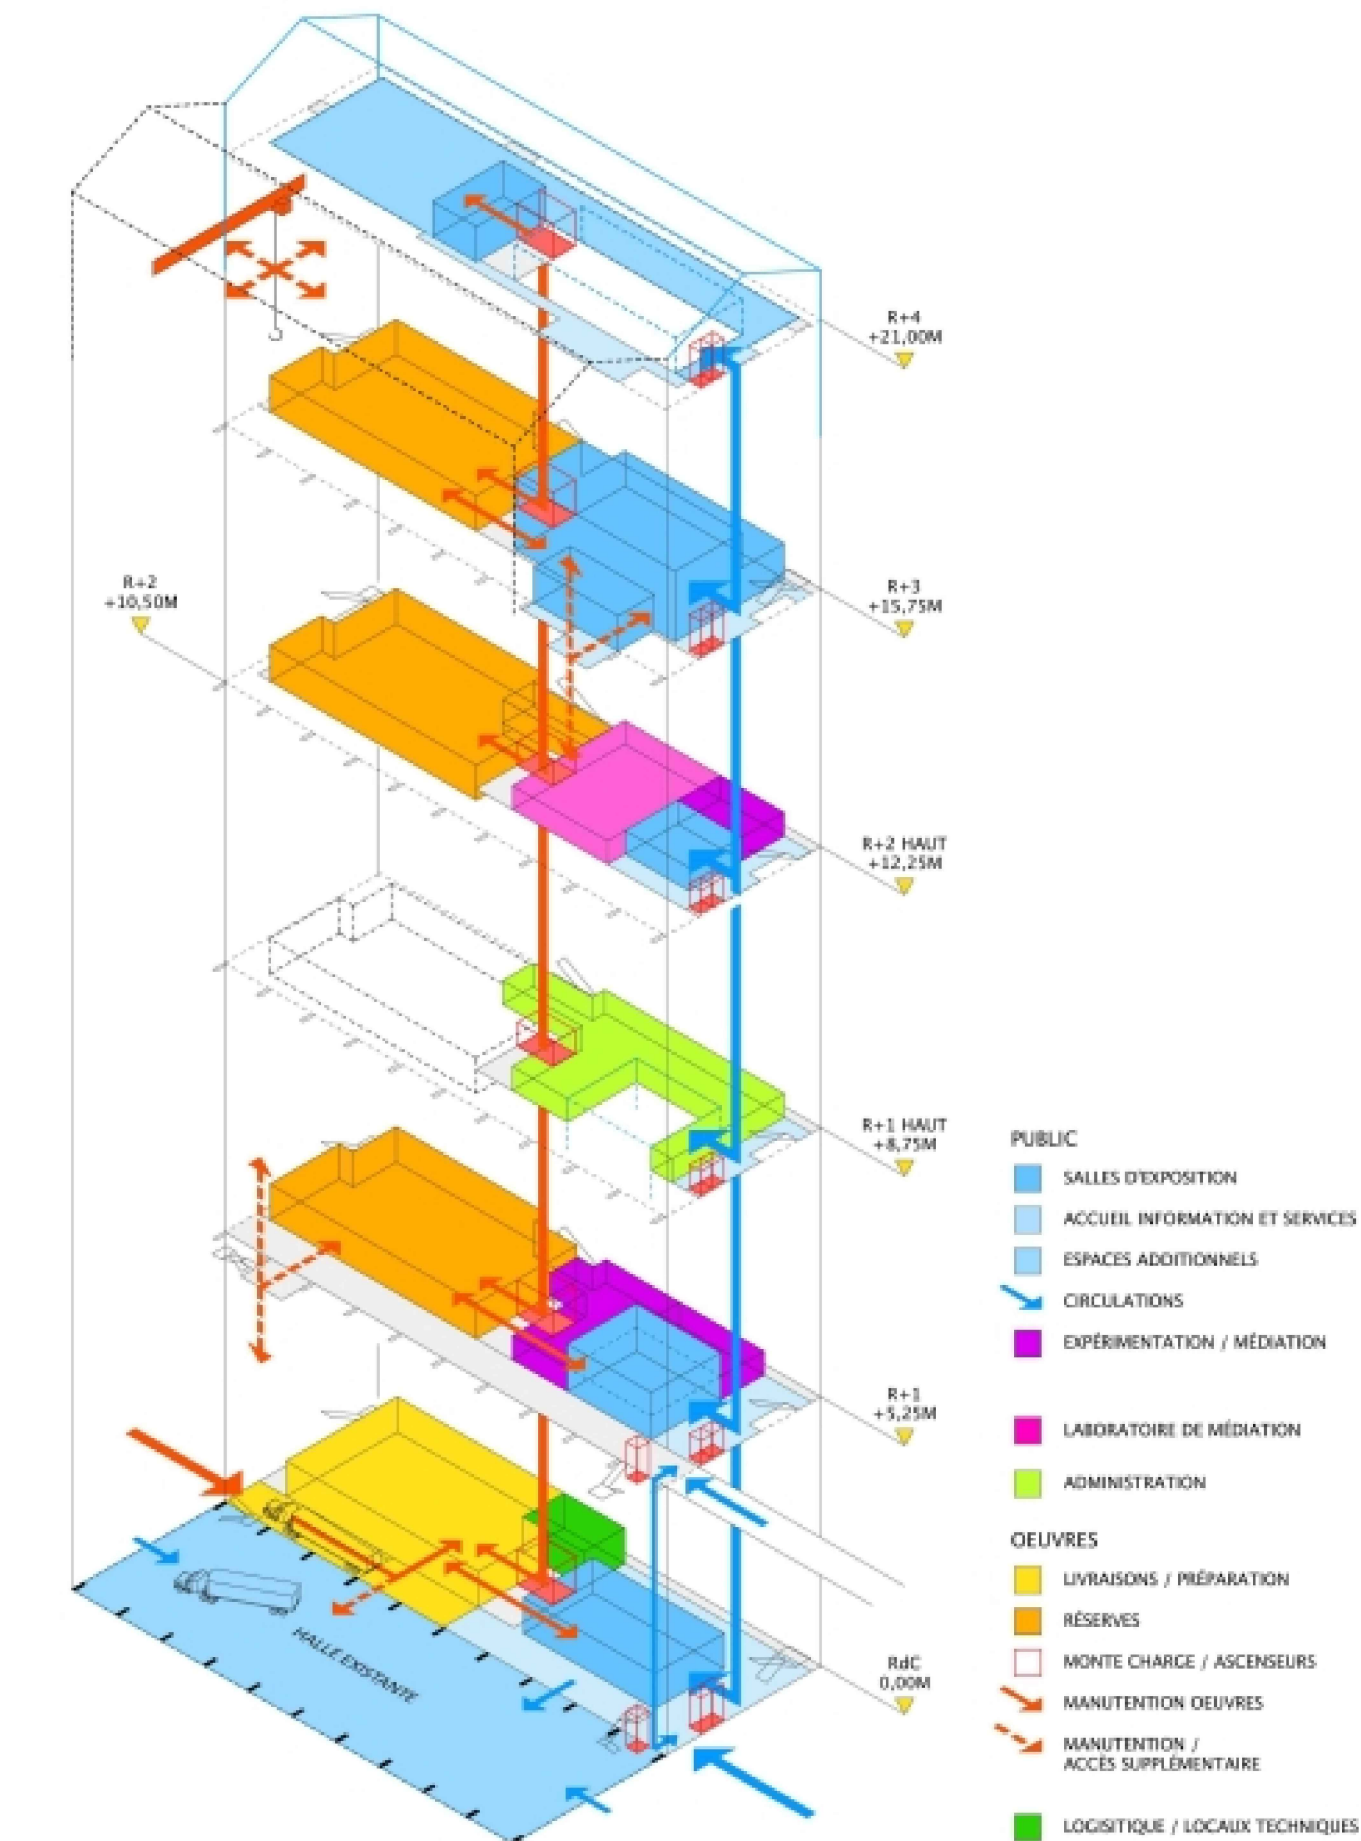 R+4
+21,00M
R+2
+10,50M
R+3
+15,75M
R+2 HAUT
+12,25M
R+1 HAUT
+8,75M
R+1
+5,25M
RdC
0,00M
HALLE EXISTANTE
PUBLIC
SALLES D'EXPOSITION
ACCUEIL INFORMATION ET SERVICES
ESPACES ADDITIONNELS
CIRCULATIONS
EXPÉRIMENTATION / MÉDIATION
LABORATOIRE DE MÉDIATION
ADMINISTRATION
OEUVRES
LIVRAISONS / PRÉPARATION
RÉSERVES
MONTE CHARGE / ASCENSEURS
MANUTENTION OEUVRES
MANUTENTION /
ACCÈS SUPPLÉMENTAIRE
LOGISITIQUE / LOCAUX TECHNIQUES